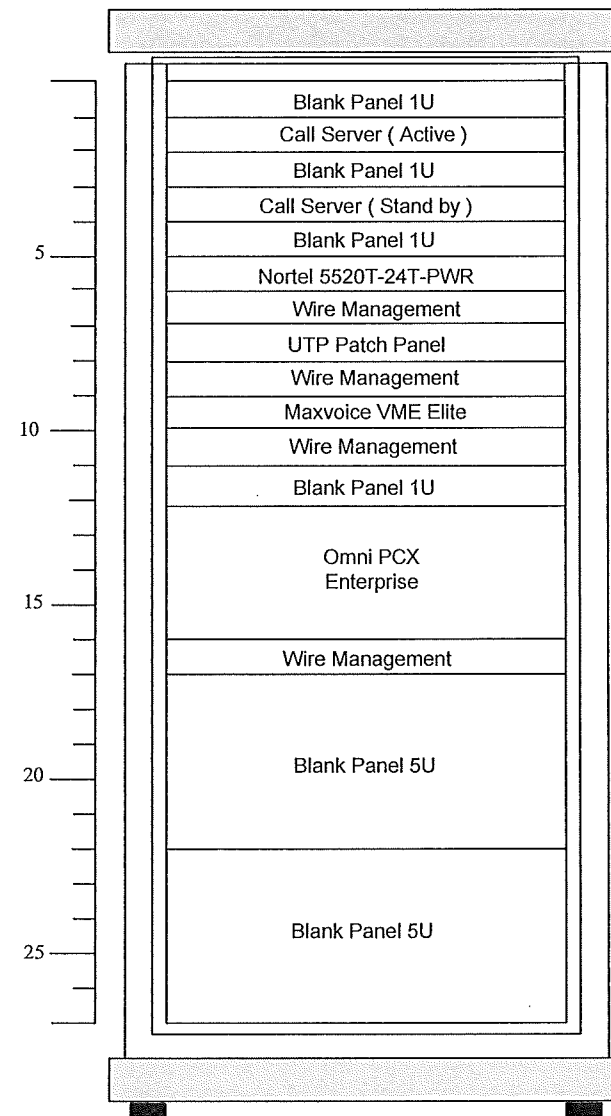 Blank Panel 1U
Call Server ( Active )
Blank Panel 1U
Call Server ( Stand by )
Blank Panel 1U
5
Nortel 5520T-24T-PWR
Wire Management
UTP Patch Panel
Wire Management
Maxvoice VME Elite
10
Wire Management
Blank Panel 1U
Omni PCX
Enterprise
15
Wire Management
Blank Panel 5U
20
Blank Panel 5U
25